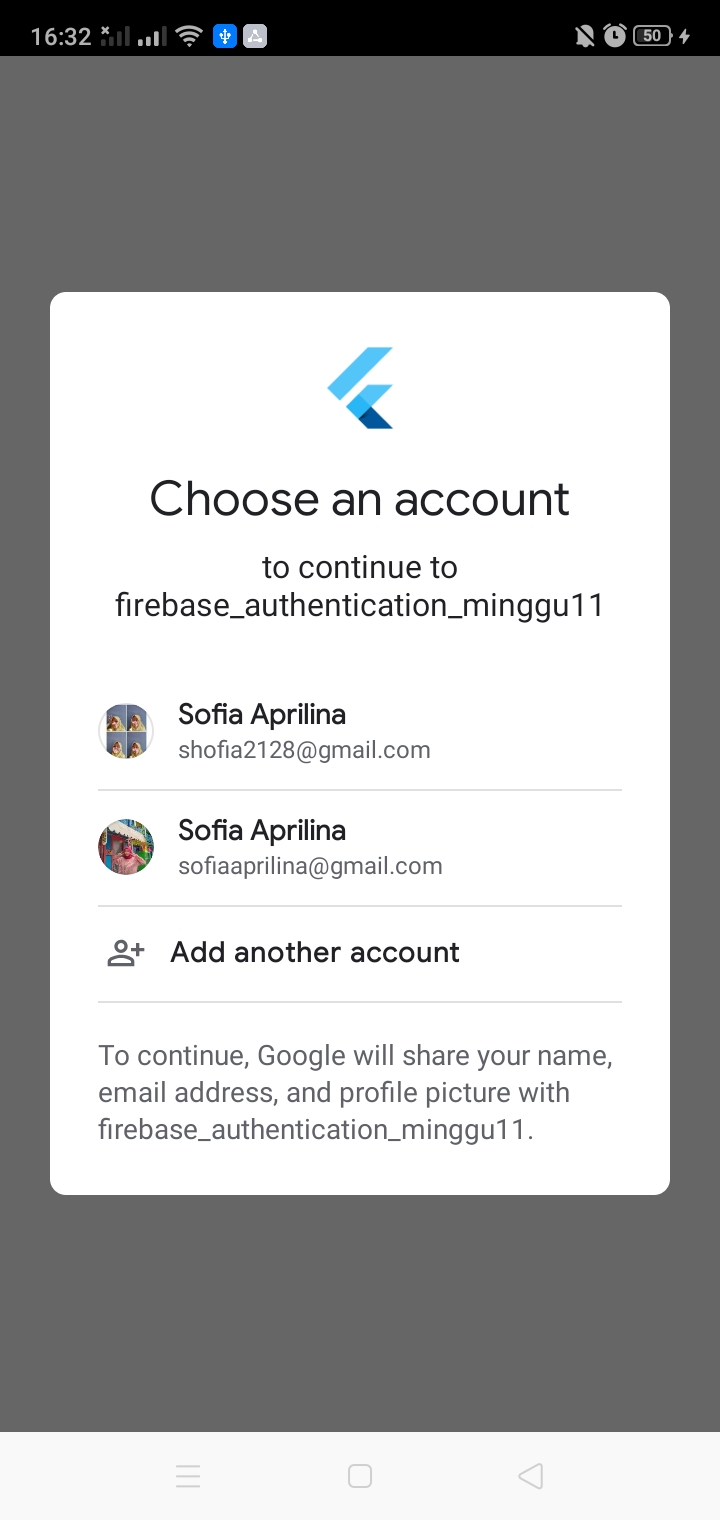 16:32
50
Choose an account
to continue to
firebase_authentication_minggu11
Sofia Aprilina
shofia2128@gmail.com
Sofia Aprilina
sofiaaprilina@gmail.com
Add another account
To continue, Google will share your name,
email address, and profile picture with
firebase_authentication_minggu11.